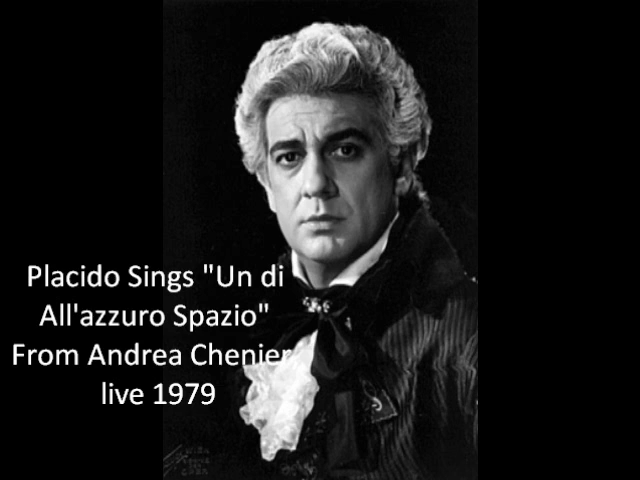 Placido Sings "Un di
All'azzuro Spazio"
From Andrea Chenier
live 1979